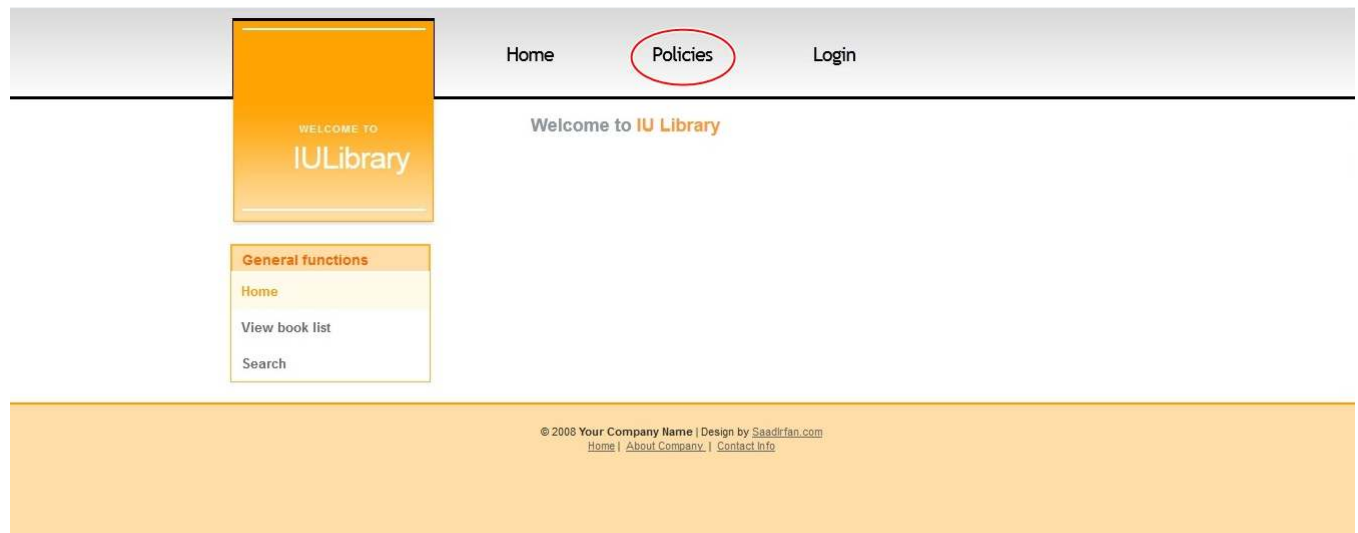 Home Policies Login
WELCOME TO
IULibrary
Welcome to IU Library
General functions
Home
View book list
Search
© 2008 Your Company Name | Design by SaadIrfan.com
Home | About Company | Contact Info